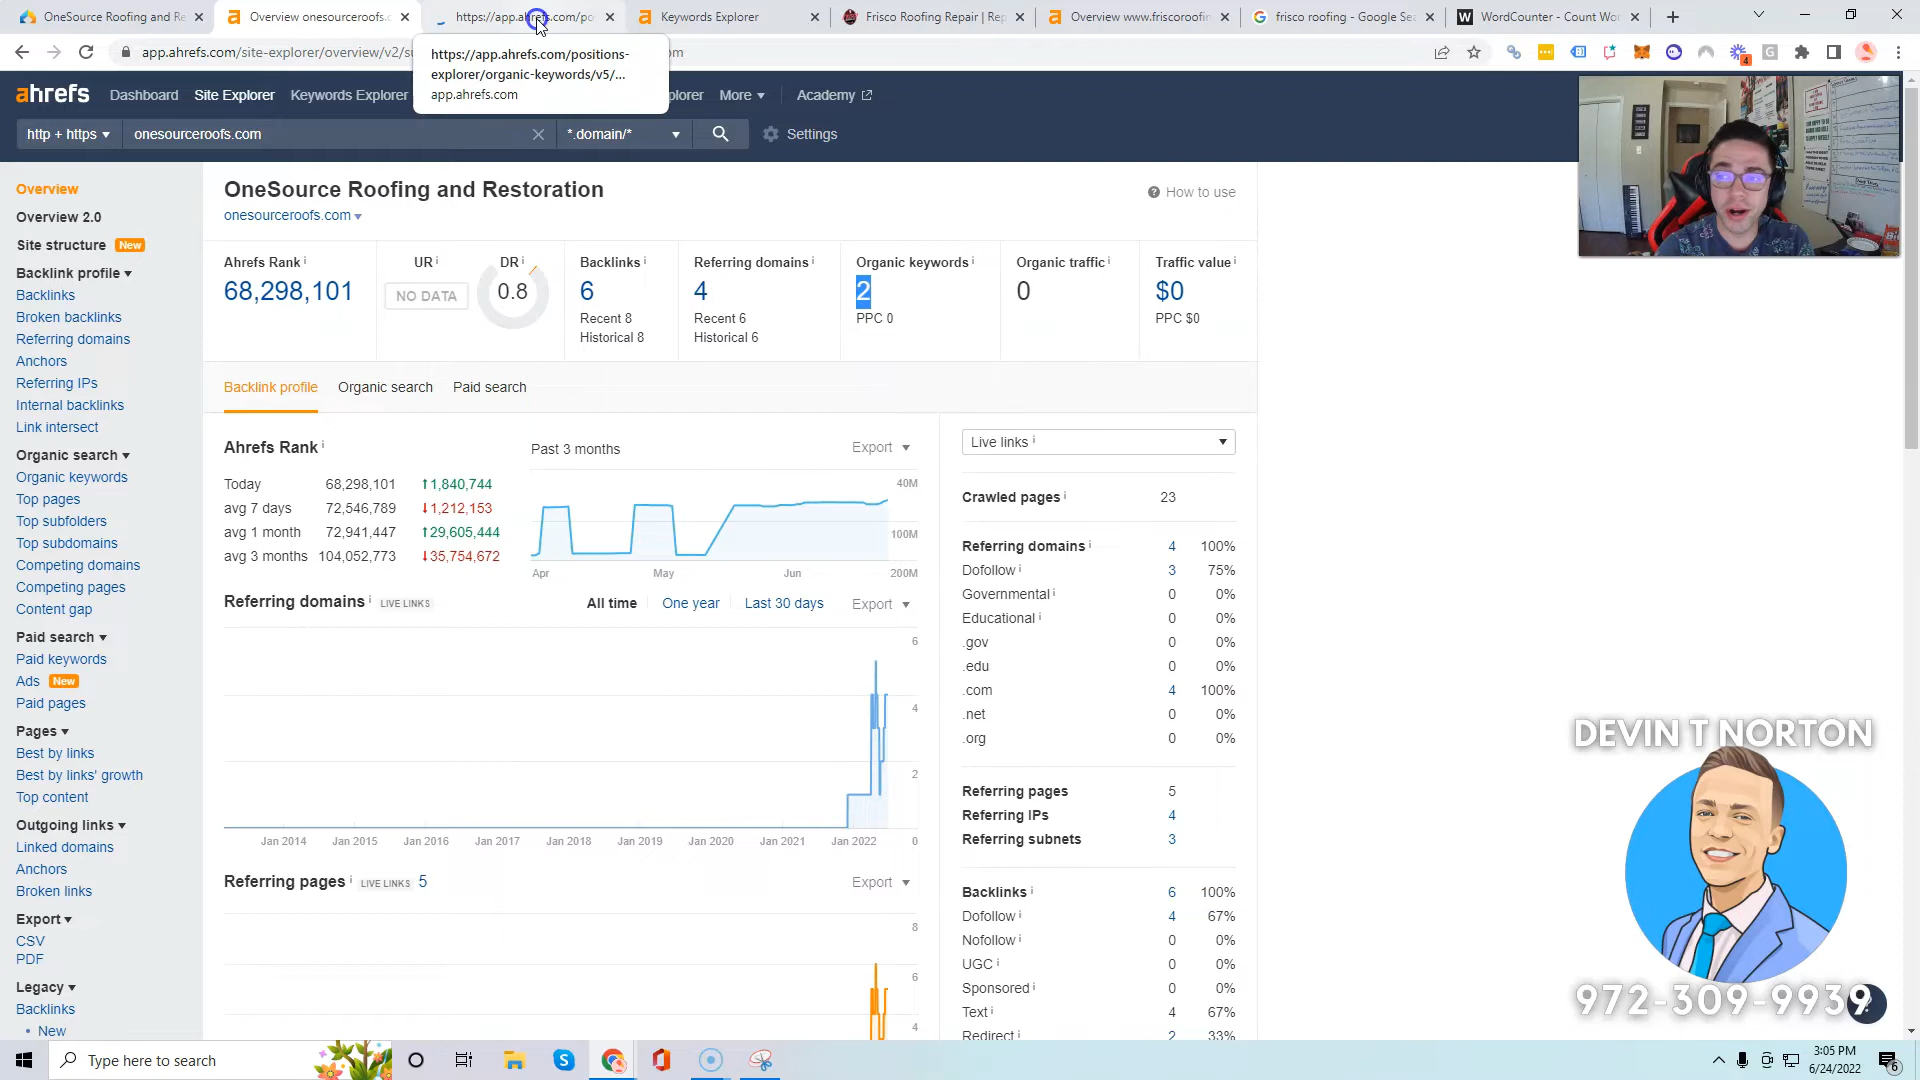 OneSource Roofing and Re
Overview onesourceroofs.c
https://app.ahrefs.com/po
Keywords Explorer
Frisco Roofing Repair | Rep
Overview www.friscoroofin
frisco roofing - Google Sea
WordCounter - Count Wo
app.ahrefs.com/site-explorer/overview/v2/su
om
https://app.ahrefs.com/positions-
explorer/organic-keywords/v5/...
app.ahrefs.com
ahrefs
Dashboard
Site Explorer
Keywords Explorer
plorer
More
Academy
http + https
onesourceroofs.com
*.domain/*
Settings
Overview
Overview 2.0
Site structure New
Backlink profile
Backlinks
Broken backlinks
Referring domains
Anchors
Referring IPs
Internal backlinks
Link intersect
Organic search
Organic keywords
Top pages
Top subfolders
Top subdomains
Competing domains
Competing pages
Content gap
Paid search
Paid keywords
Ads New
Paid pages
Pages
Best by links
Best by links' growth
Top content
Outgoing links
Linked domains
Anchors
Broken links
Export
CSV
PDF
Legacy
Backlinks
New
OneSource Roofing and Restoration
How to use
onesourceroofs.com
Ahrefs Rank
68,298,101
UR
NO DATA
DR
0.8
Backlinks
6
Recent 8
Historical 8
Referring domains
4
Recent 6
Historical 6
Organic keywords
2
PPC 0
Organic traffic
0
Traffic value
$0
PPC $0
Backlink profile
Organic search
Paid search
Ahrefs Rank
Past 3 months
Export
Today 68,298,101 ↑1,840,744
avg 7 days 72,546,789 ↓1,212,153
avg 1 month 72,941,447 ↑29,605,444
avg 3 months 104,052,773 ↓35,754,672
40M
100M
200M
Apr May Jun
Referring domains LIVE LINKS
All time
One year
Last 30 days
Export
6
4
2
0
Jan 2014 Jan 2015 Jan 2016 Jan 2017 Jan 2018 Jan 2019 Jan 2020 Jan 2021 Jan 2022
Referring pages LIVE LINKS 5
Export
8
6
4
Live links
Crawled pages 23
Referring domains 4 100%
Dofollow 3 75%
Governmental 0 0%
Educational 0 0%
.gov 0 0%
.edu 0 0%
.com 4 100%
.net 0 0%
.org 0 0%
Referring pages 5
Referring IPs 4
Referring subnets 3
Backlinks 6 100%
Dofollow 4 67%
Nofollow 0 0%
UGC 0 0%
Sponsored 0 0%
Text 4 67%
Redirect 2 33%
DEVIN T NORTON
972-309-9939
Type here to search
3:05 PM
6/24/2022